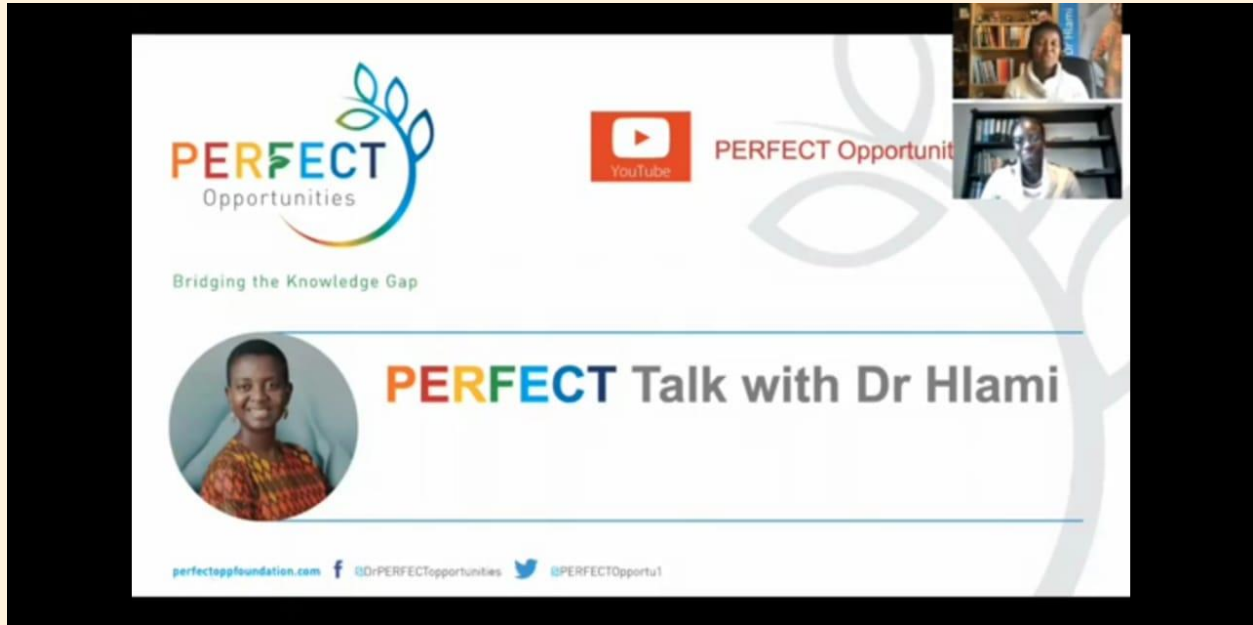 PERFECT
Opportunities
Bridging the Knowledge Gap
YouTube
PERFECT Opportunit
Dr Hlami
PERFECT Talk with Dr Hlami
perfectoppfoundation.com
@DrPERFECTopportunities
@PERFECTOpportu1